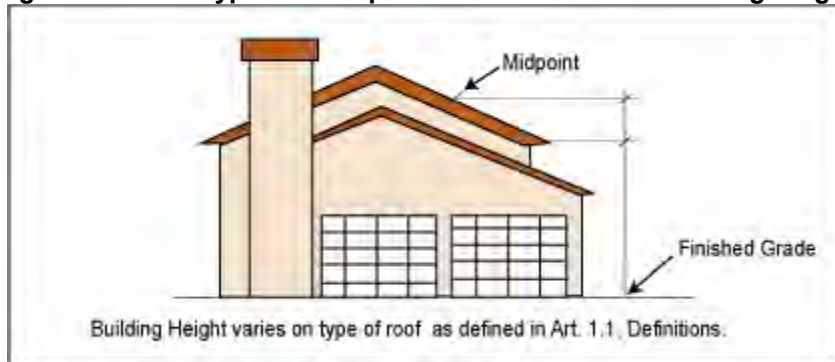 Midpoint
Finished Grade
Building Height varies on type of roof as defined in Art. 1.1, Definitions.